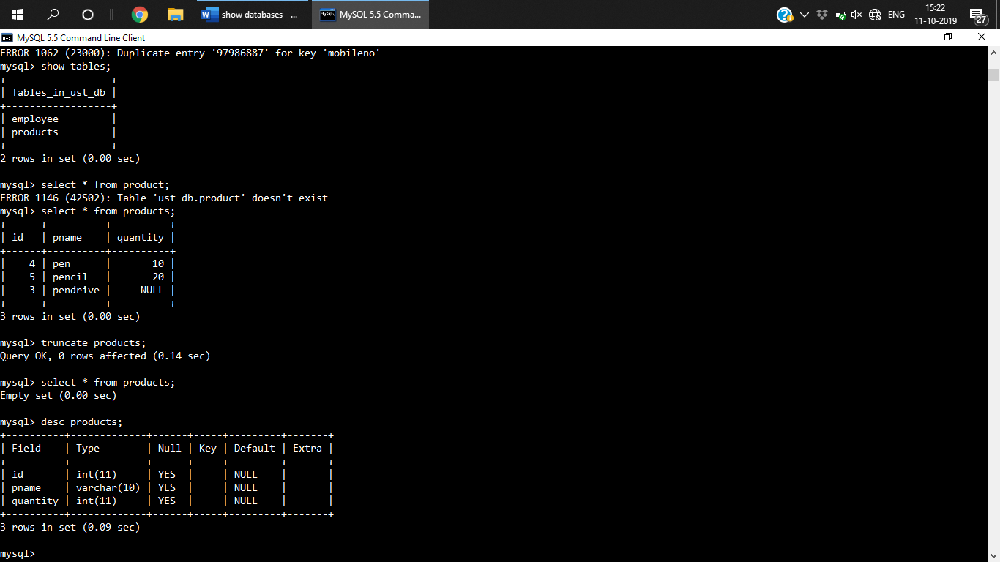 show databases - ...
MySQL 5.5 Comma...
ENG
15:22
11-10-2019
27
MySQL 5.5 Command Line Client
ERROR 1062 (23000): Duplicate entry '97986887' for key 'mobileno'
mysql> show tables;
+------------------+
| Tables_in_ust_db |
+------------------+
| employee         |
| products         |
+------------------+
2 rows in set (0.00 sec)
mysql> select * from product;
ERROR 1146 (42S02): Table 'ust_db.product' doesn't exist
mysql> select * from products;
+------+----------+----------+
| id   | pname    | quantity |
+------+----------+----------+
|    4 | pen      |       10 |
|    5 | pencil   |       20 |
|    3 | pendrive |     NULL |
+------+----------+----------+
3 rows in set (0.00 sec)
mysql> truncate products;
Query OK, 0 rows affected (0.14 sec)
mysql> select * from products;
Empty set (0.00 sec)
mysql> desc products;
+----------+-------------+------+-----+---------+-------+
| Field    | Type        | Null | Key | Default | Extra |
+----------+-------------+------+-----+---------+-------+
| id       | int(11)     | YES  |     | NULL    |       |
| pname    | varchar(10) | YES  |     | NULL    |       |
| quantity | int(11)     | YES  |     | NULL    |       |
+----------+-------------+------+-----+---------+-------+
3 rows in set (0.09 sec)
mysql>